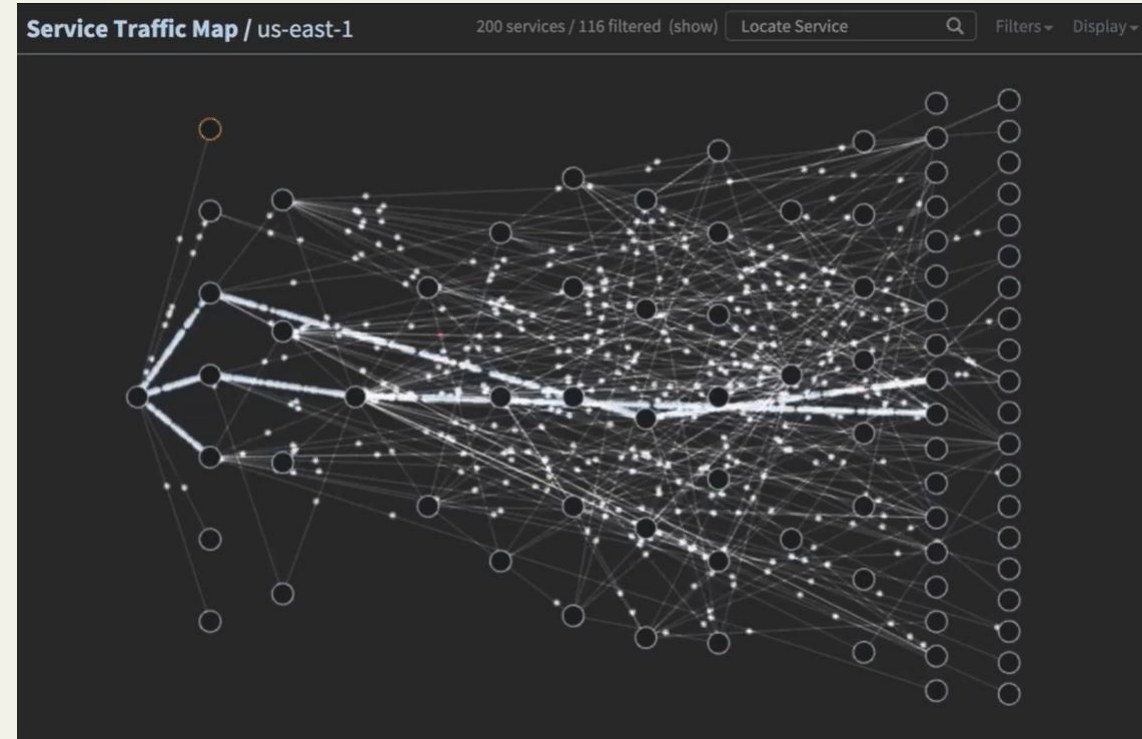 Service Traffic Map / us-east-1
200 services / 116 filtered (show)
Locate Service
Filters
Display